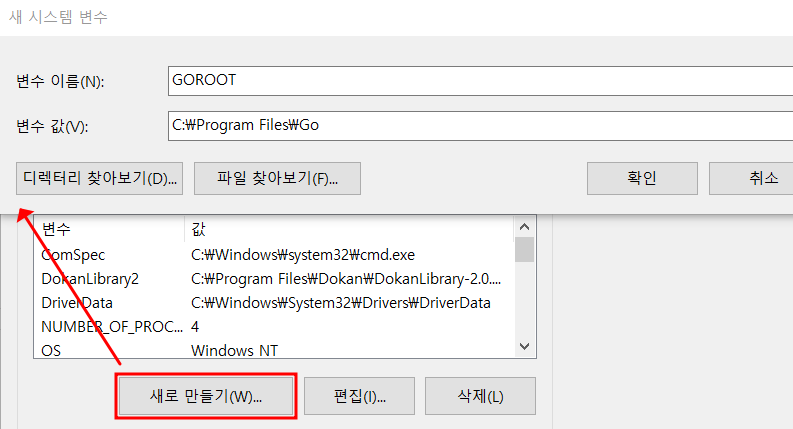 새 시스템 변수
변수 이름(N): GOROOT
변수 값(V): C:₩Program Files₩Go
디렉터리 찾아보기(D)... 파일 찾아보기(F)... 확인 취소
변수 값
ComSpec C:₩Windows₩system32₩cmd.exe
DokanLibrary2 C:₩Program Files₩Dokan₩DokanLibrary-2.0....
DriverData C:₩Windows₩System32₩Drivers₩DriverData
NUMBER_OF_PROC... 4
OS Windows NT
새로 만들기(W)... 편집(I)... 삭제(L)